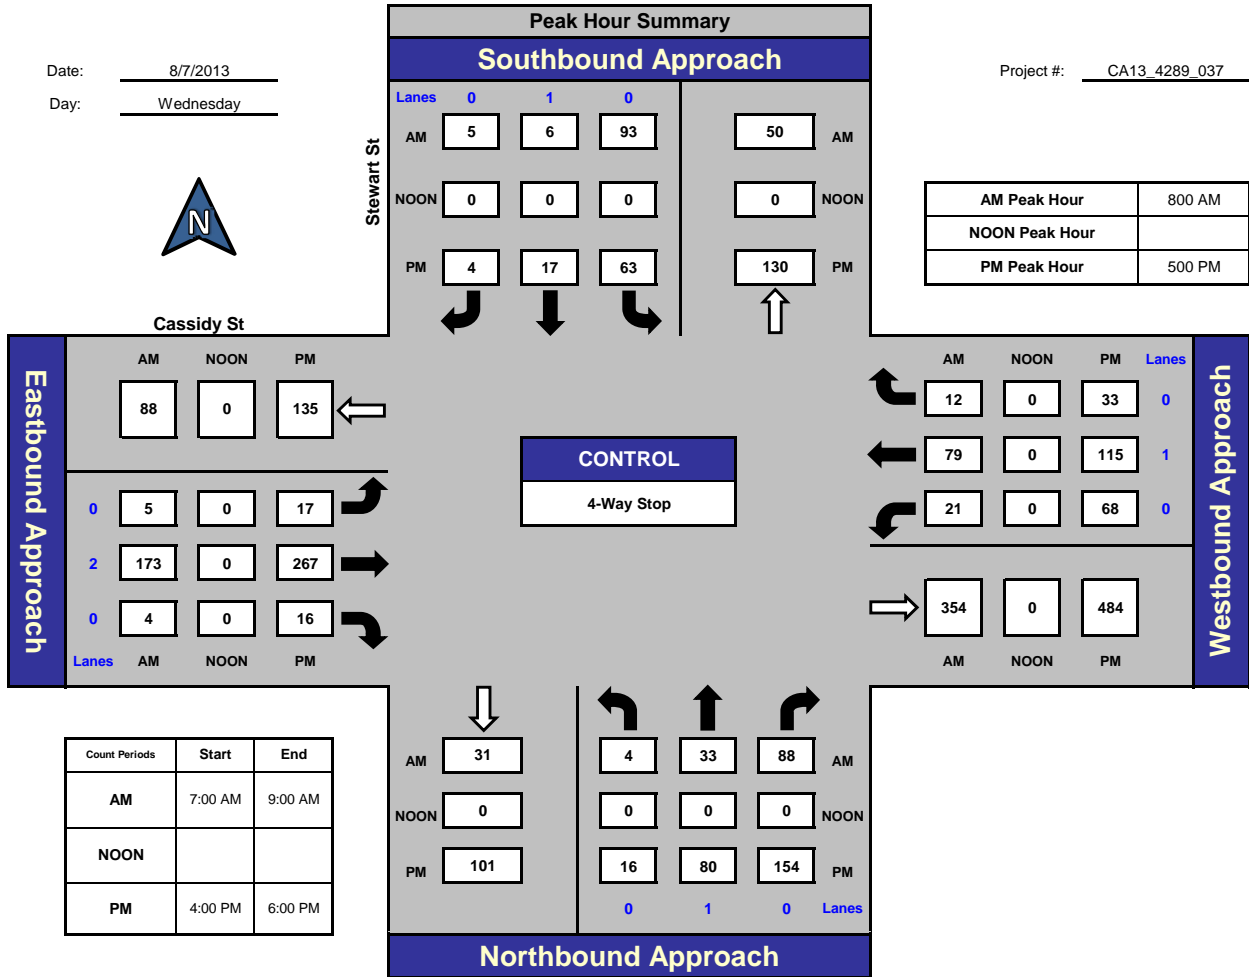 Peak Hour Summary
Southbound Approach
Date: 8/7/2013
Project #: CA13_4289_037
Day: Wednesday
Lanes 0 1 0
AM 5 6 93 50 AM
Stewart St
N
NOON 0 0 0 0 NOON
AM Peak Hour 800 AM
NOON Peak Hour
PM Peak Hour 500 PM
PM 4 17 63 130 PM
Cassidy St
Eastbound Approach
AM NOON PM
88 0 135
0 5 0 17
2 173 0 267
0 4 0 16
Lanes AM NOON PM
CONTROL
4-Way Stop
AM NOON PM Lanes
12 0 33 0
79 0 115 1
21 0 68 0
354 0 484
AM NOON PM
Westbound Approach
Count Periods Start End
AM 7:00 AM 9:00 AM
NOON
PM 4:00 PM 6:00 PM
AM 31 4 33 88 AM
NOON 0 0 0 0 NOON
PM 101 16 80 154 PM
0 1 0 Lanes
Northbound Approach